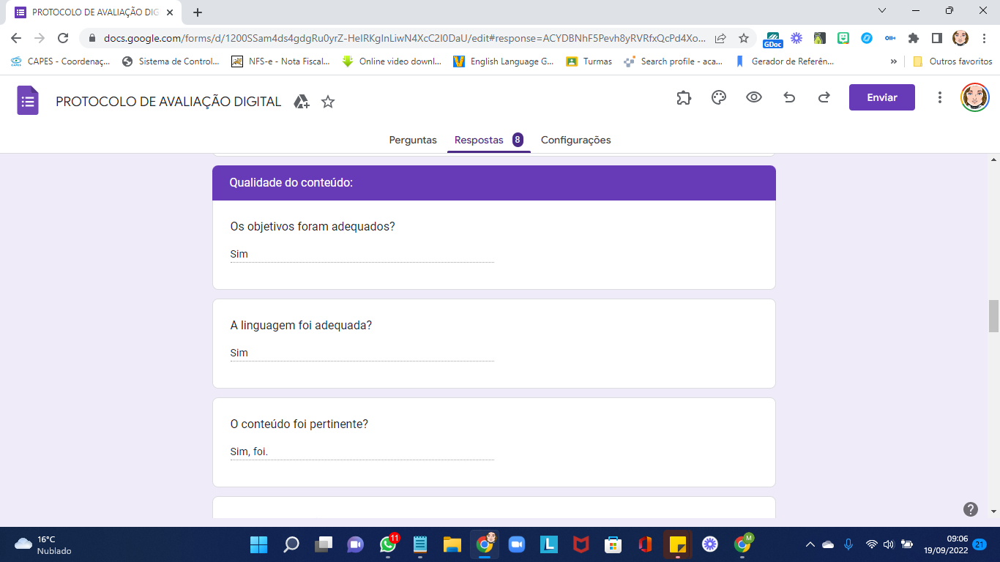 PROTOCOLO DE AVALIAÇÃO DIG
docs.google.com/forms/d/1200SSam4ds4gdgRu0yrZ-HeIRKgInLiwN4XcC2I0DaU/edit#response=ACYDBNhF5Pevh8yRVRfxQcPd4Xo...
GDoc
CAPES - Coordenaç...
Sistema de Control...
NFS-e - Nota Fiscal...
Online video downl...
English Language G...
Turmas
Search profile - aca...
Gerador de Referên...
»
Outros favoritos
PROTOCOLO DE AVALIAÇÃO DIGITAL
Enviar
Perguntas
Respostas 8
Configurações
Qualidade do conteúdo:
Os objetivos foram adequados?
Sim
A linguagem foi adequada?
Sim
O conteúdo foi pertinente?
Sim, foi.
16°C
Nublado
11
L
M
09:06
19/09/2022
21